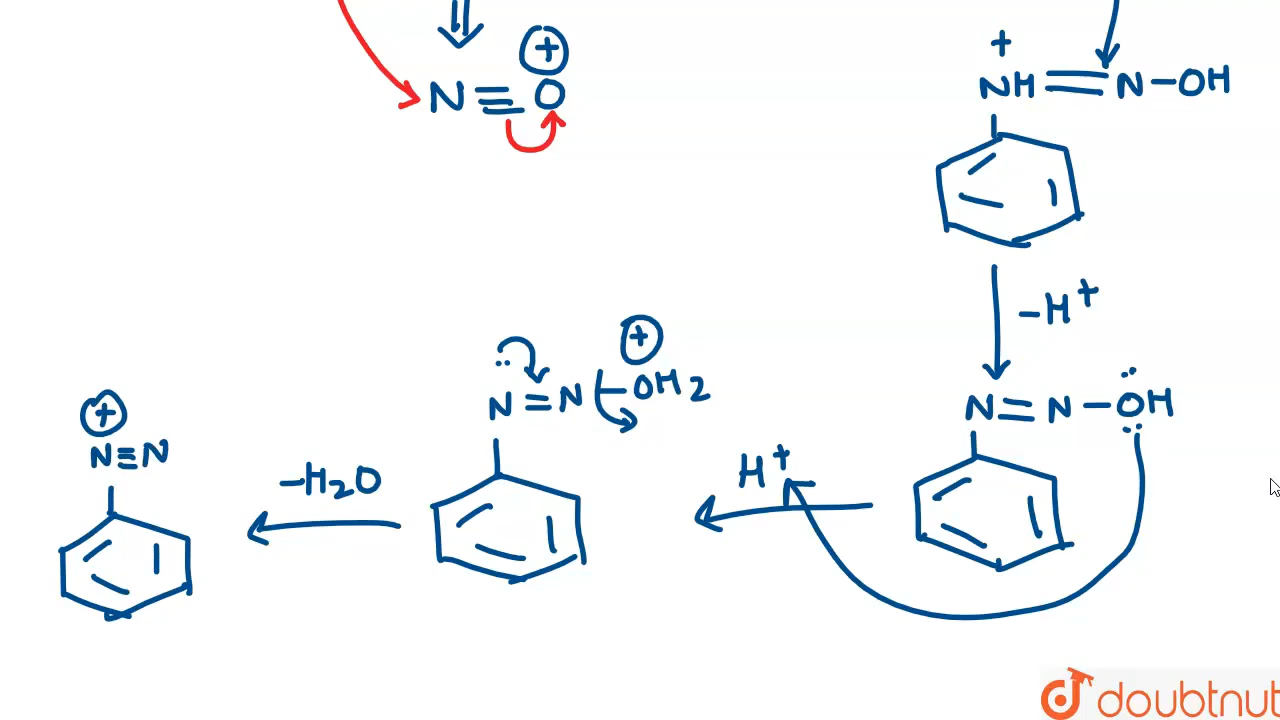 N≡O
+
+
NH=N-OH
-H+
N=N-OH
H+
+
N=N-OH2
-H2O
+
N≡N
doubtnut